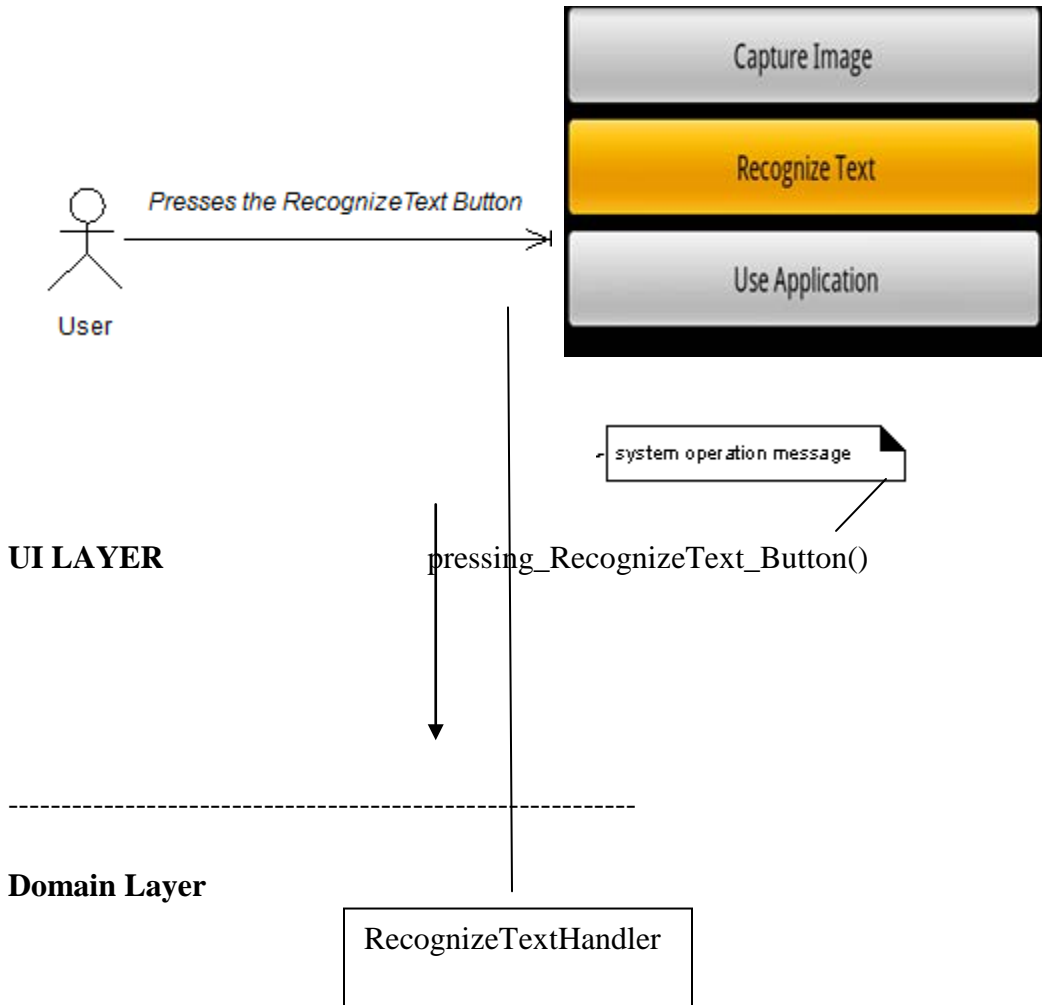 Capture Image
Recognize Text
Presses the RecognizeText Button
Use Application
User
system operation message
UI LAYER
pressing_RecognizeText_Button()
Domain Layer
RecognizeTextHandler